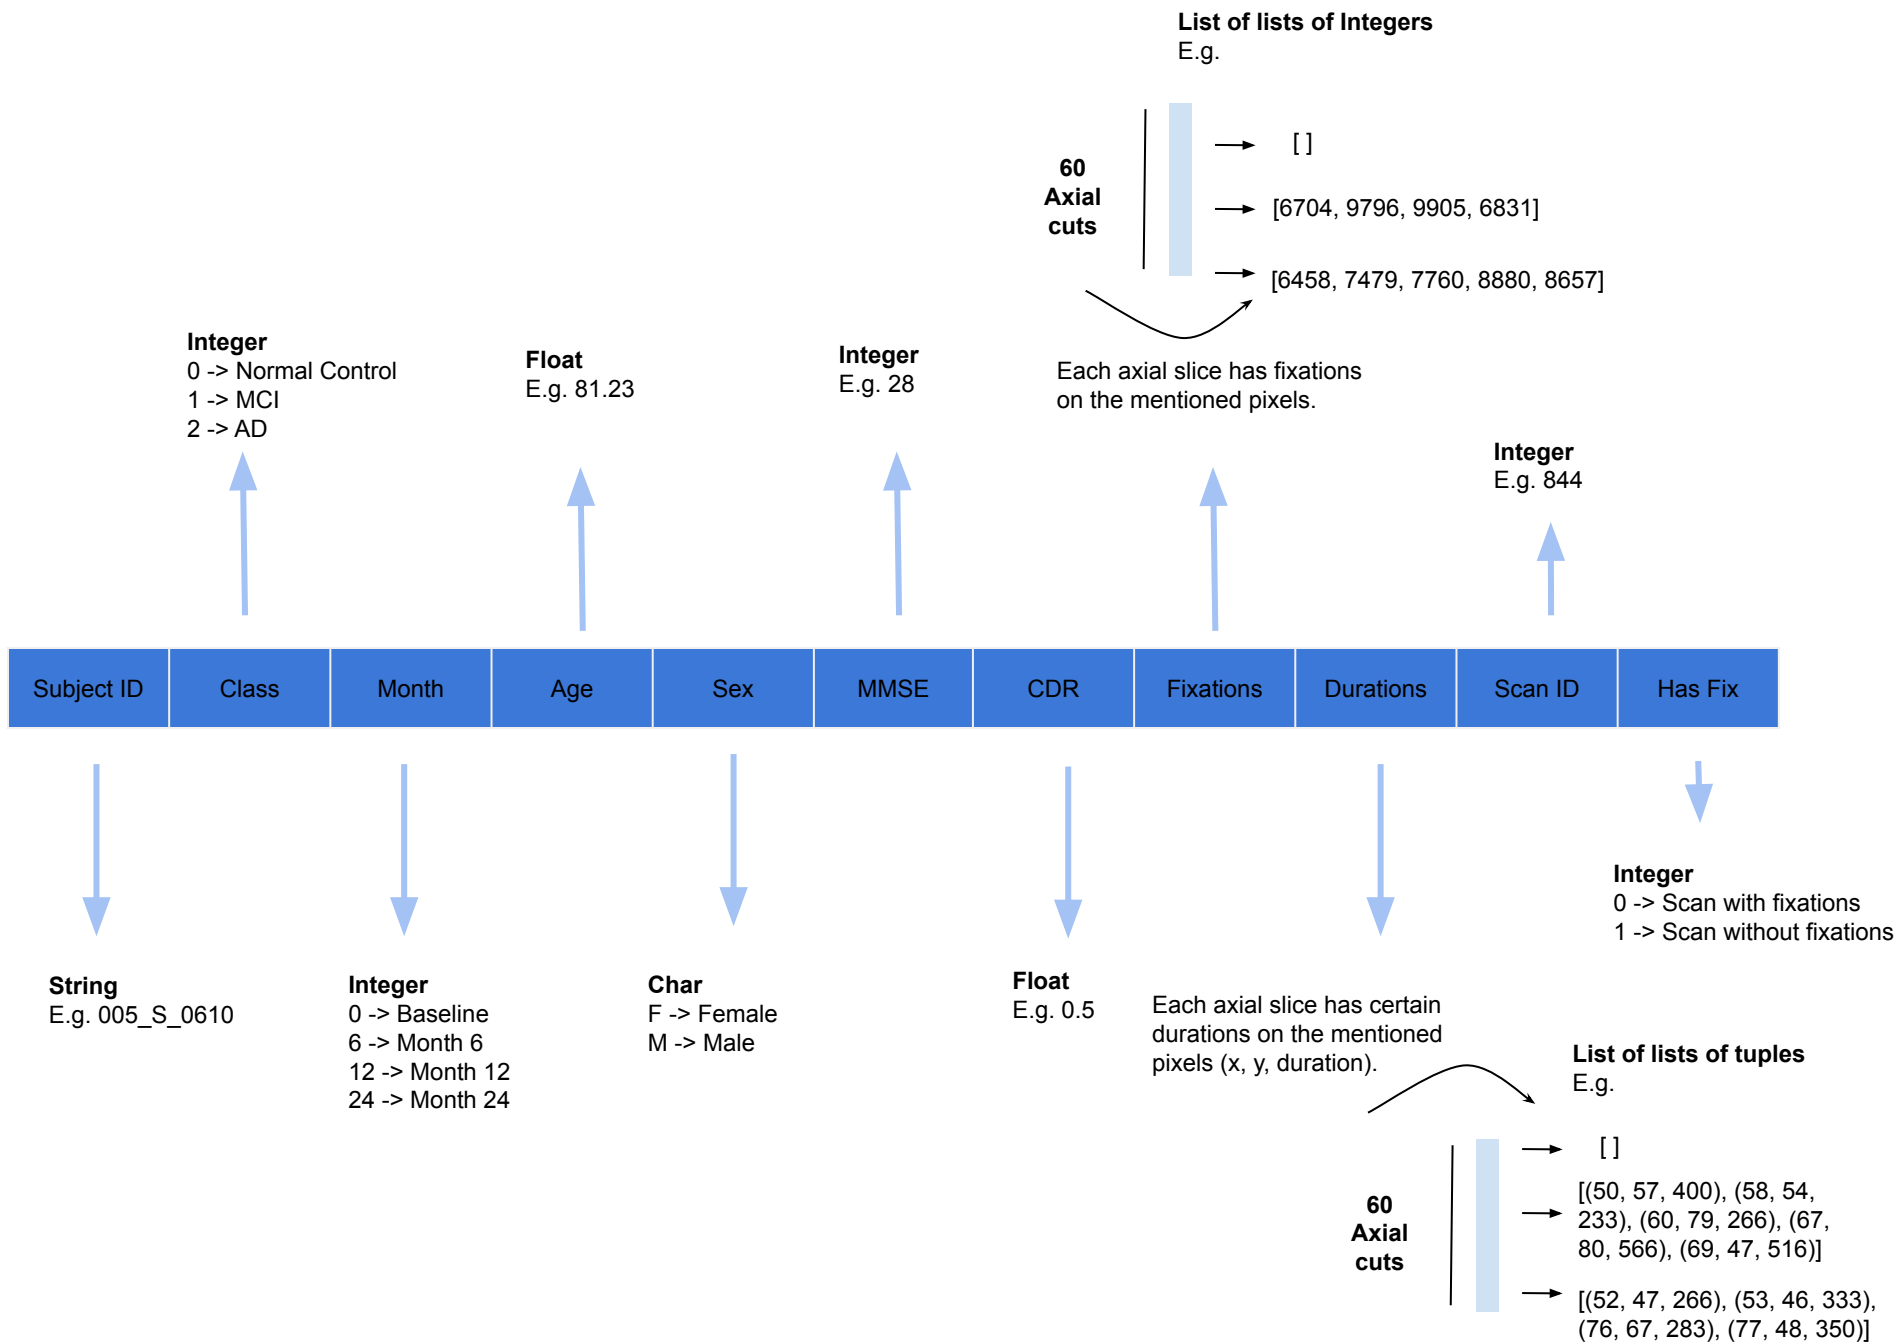 List of lists of Integers
E.g.
60
Axial
cuts
[ ]
[6704, 9796, 9905, 6831]
[6458, 7479, 7760, 8880, 8657]
Each axial slice has fixations
on the mentioned pixels.
Integer
0 -> Normal Control
1 -> MCI
2 -> AD
Float
E.g. 81.23
Integer
E.g. 28
Integer
E.g. 844
Subject ID
Class
Month
Age
Sex
MMSE
CDR
Fixations
Durations
Scan ID
Has Fix
String
E.g. 005_S_0610
Integer
0 -> Baseline
6 -> Month 6
12 -> Month 12
24 -> Month 24
Char
F -> Female
M -> Male
Float
E.g. 0.5
Each axial slice has certain
durations on the mentioned
pixels (x, y, duration).
Integer
0 -> Scan with fixations
1 -> Scan without fixations
List of lists of tuples
E.g.
60
Axial
cuts
[ ]
[(50, 57, 400), (58, 54,
233), (60, 79, 266), (67,
80, 566), (69, 47, 516)]
[(52, 47, 266), (53, 46, 333),
(76, 67, 283), (77, 48, 350)]